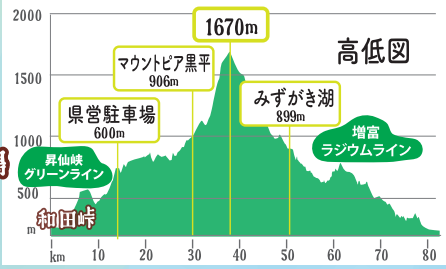 2000
1670m
高低図
マウントピア黒平
906m
1500
みずがき湖
899m
県営駐車場
600m
増富
ラジウムライン
1000
昇仙峡
グリーンライン
500
和田峠
m
km
10
20
30
40
50
60
70
80